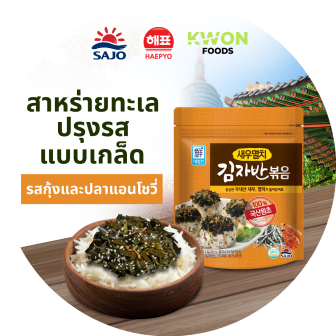 SAJO
해표
HAEPYO
KWON
FOODS
สาหร่ายทะเล
ปรุงรส
แบบเกล็ด
รสกุ้งและปลาแอนโชวี่
새우멸치
김자반볶음
100%
국산원초